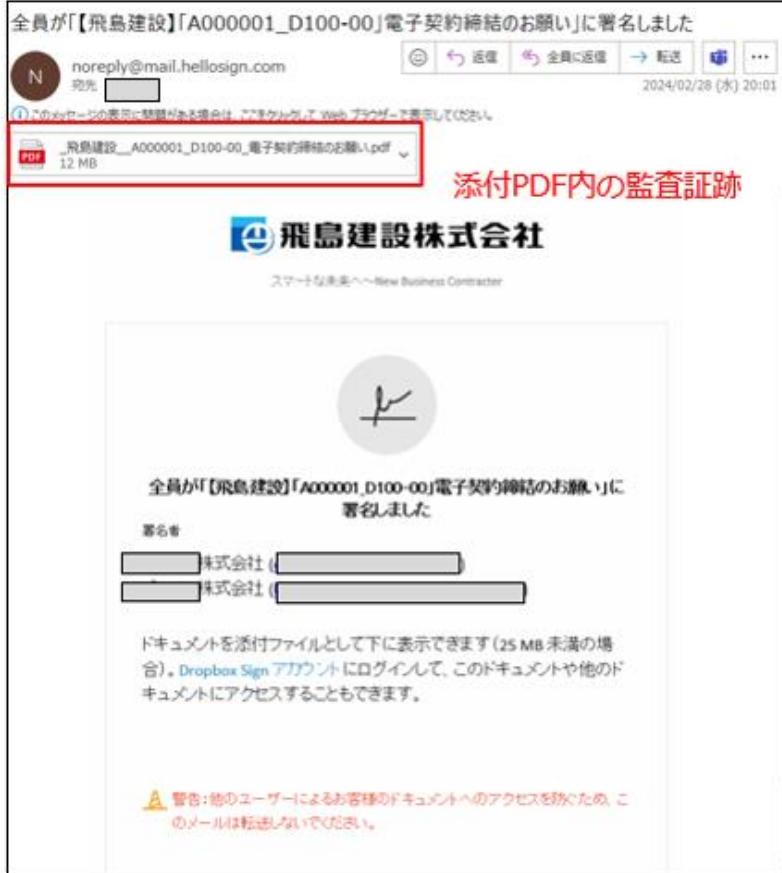 全員が「【飛島建設】「A000001_D100-00」電子契約締結のお願い」に署名しました
N
noreply@mail.hellosign.com
返信
全員に返信
転送
宛先
2024/02/28 (水) 20:01
このメッセージの表示に問題がある場合は、ここをクリックして Web ブラウザーで表示してください。
PDF
_飛島建設__A000001_D100-00_電子契約締結のお願い.pdf
12 MB
添付PDF内の監査証跡
飛島建設株式会社
スマートな未来へ~New Business Contracter
全員が「【飛島建設】「A000001_D100-00」電子契約締結のお願い」に
署名しました
署名者
株式会社 (
)
株式会社 (
ドキュメントを添付ファイルとして下に表示できます(25 MB 未満の場
合)。Dropbox Sign アカウントにログインして、このドキュメントや他のド
キュメントにアクセスすることもできます。
警告:他のユーザーによるお客様のドキュメントへのアクセスを防ぐため、こ
のメールは転送しないでください。